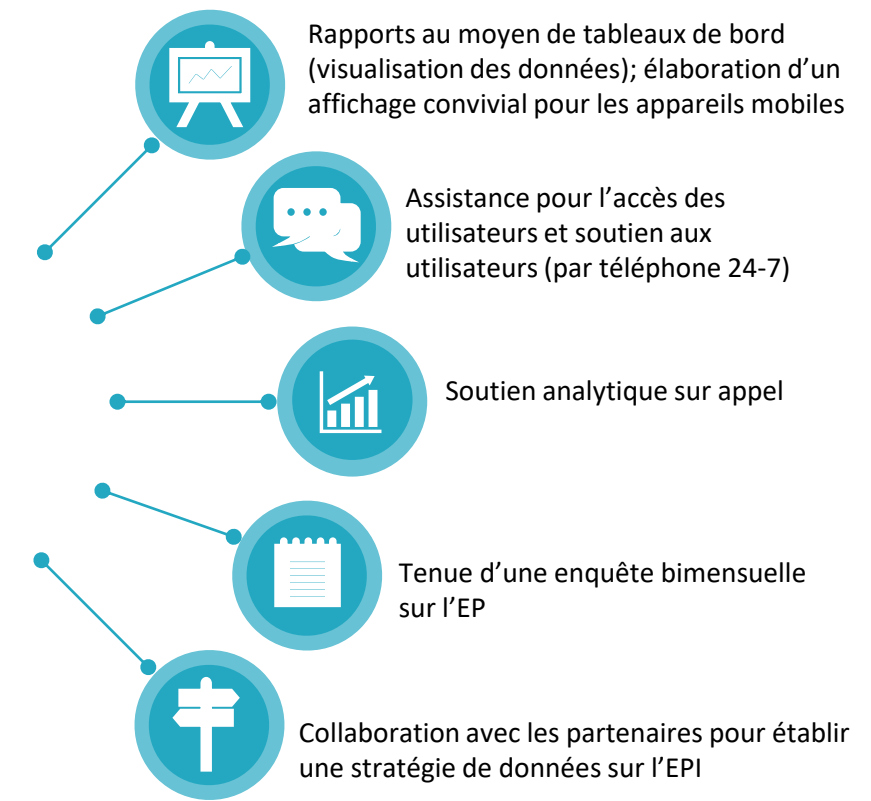 Rapports au moyen de tableaux de bord
(visualisation des données); élaboration d’un
affichage convivial pour les appareils mobiles
Assistance pour l’accès des
utilisateurs et soutien aux
utilisateurs (par téléphone 24-7)
Soutien analytique sur appel
Tenue d’une enquête bimensuelle
sur l’EP
Collaboration avec les partenaires pour établir
une stratégie de données sur l’EPI